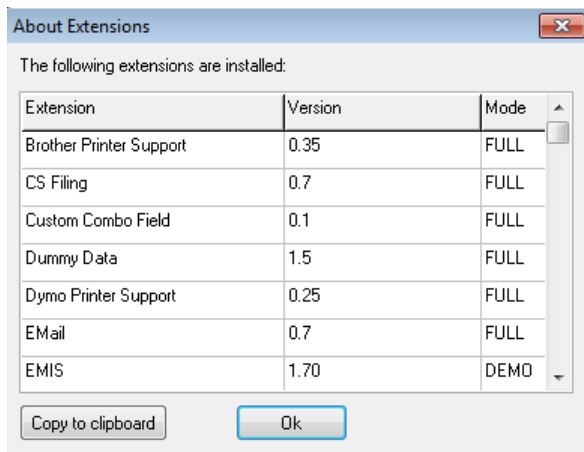 About Extensions
The following extensions are installed:
Extension Version Mode
Brother Printer Support 0.35 FULL
CS Filing 0.7 FULL
Custom Combo Field 0.1 FULL
Dummy Data 1.5 FULL
Dymo Printer Support 0.25 FULL
EMail 0.7 FULL
EMIS 1.70 DEMO
Copy to clipboard Ok